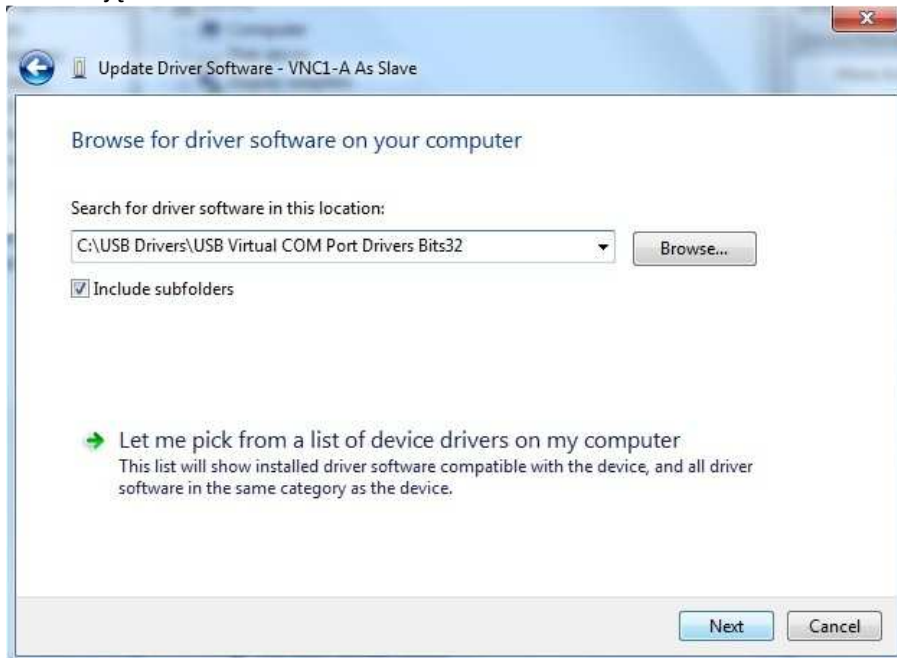 Update Driver Software - VNC1-A As Slave
Browse for driver software on your computer
Search for driver software in this location:
C:\USB Drivers\USB Virtual COM Port Drivers Bits32
Browse...
Include subfolders
Let me pick from a list of device drivers on my computer
This list will show installed driver software compatible with the device, and all driver
software in the same category as the device.
Next
Cancel